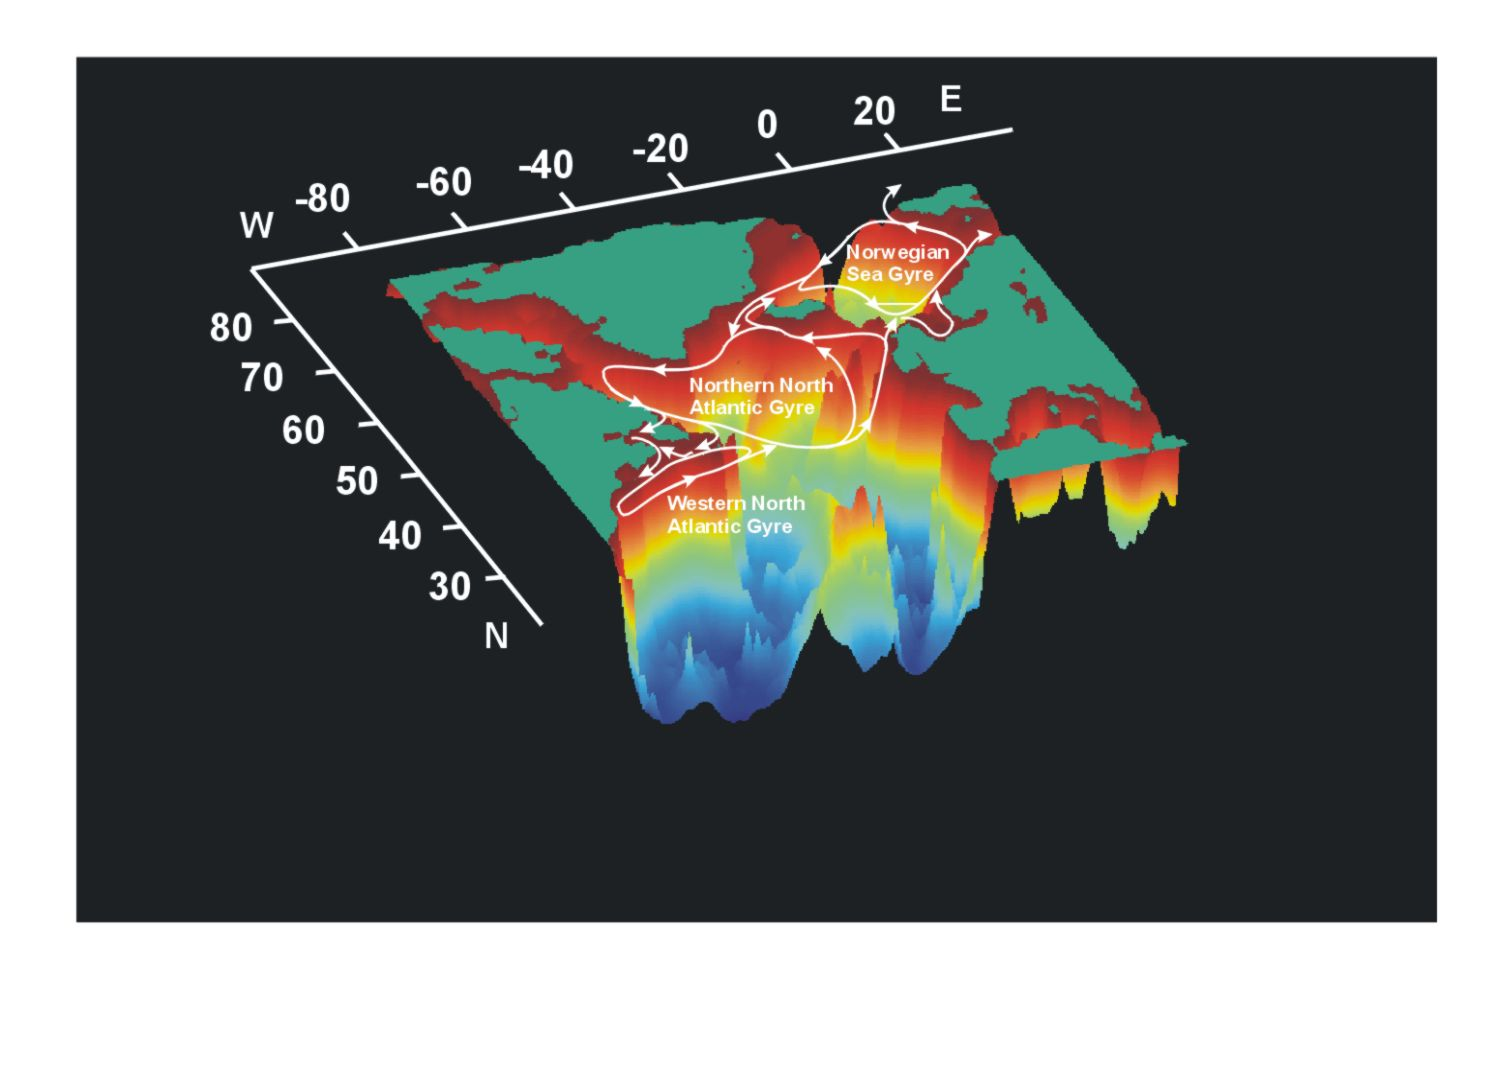 E
20
0
-20
-40
-60
-80
W
80
70
60
50
40
30
N
Norwegian
Sea Gyre
Northern North
Atlantic Gyre
Western North
Atlantic Gyre